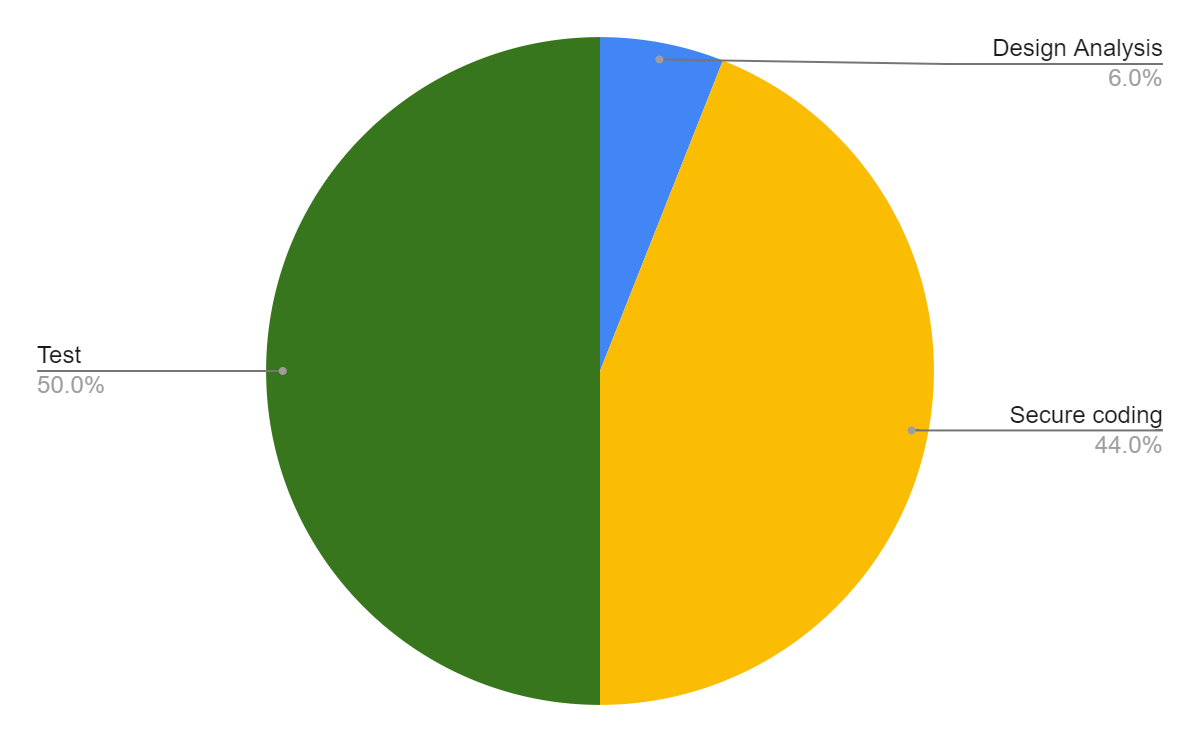 Design Analysis
6.0%
Test
50.0%
Secure coding
44.0%